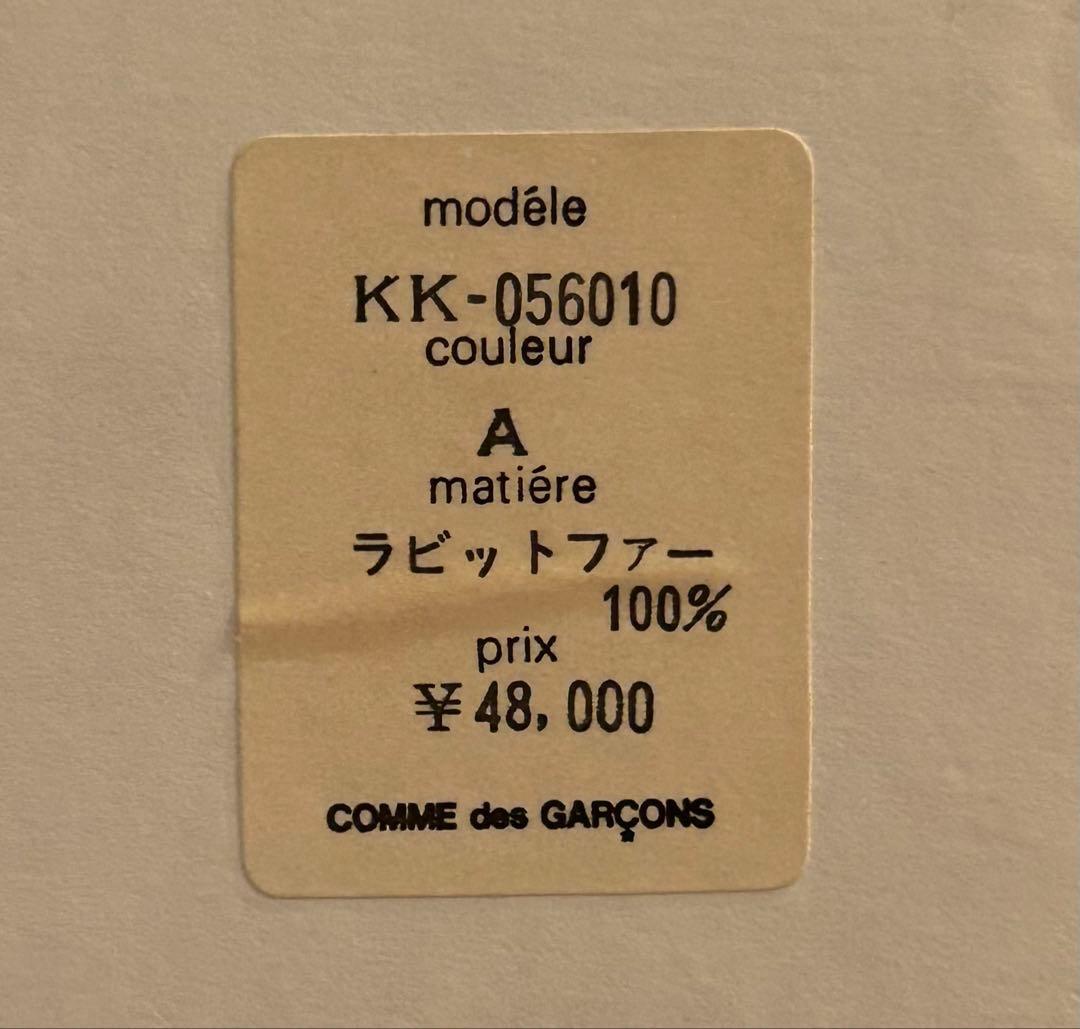 modéle
KK-056010
couleur
A
matiére
ラビットファー
100%
prix
¥48,000
COMME des GARÇONS